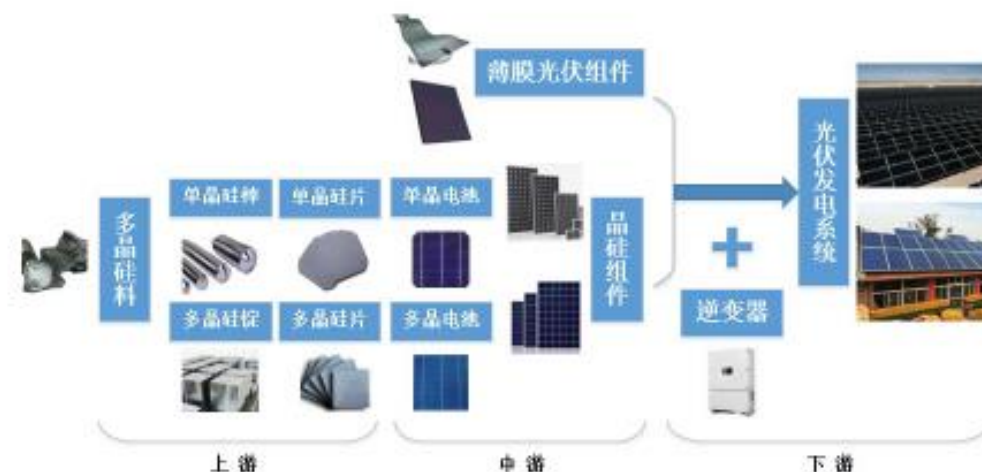 薄膜光伏组件
光伏发电系统
多晶硅料
单晶硅棒
单晶硅片
单晶电池
晶硅组件
多晶硅锭
多晶硅片
多晶电池
逆变器
上游
中游
下游